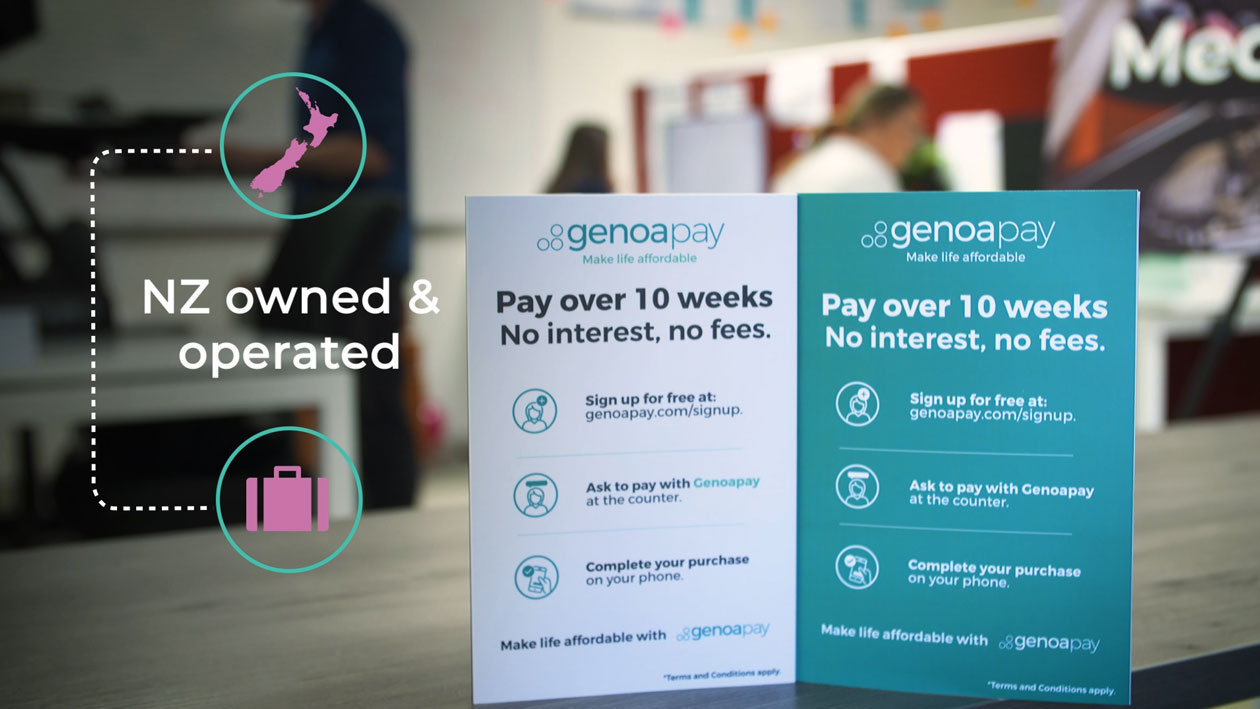 NZ owned &
operated
genoapay
Make life affordable
Pay over 10 weeks
No interest, no fees.
Sign up for free at:
genoapay.com/signup.
Ask to pay with Genoapay
at the counter.
Complete your purchase
on your phone.
Make life affordable with genoapay
*Terms and Conditions apply.
genoapay
Make life affordable
Pay over 10 weeks
No interest, no fees.
Sign up for free at:
genoapay.com/signup.
Ask to pay with Genoapay
at the counter.
Complete your purchase
on your phone.
Make life affordable with genoapay
*Terms and Conditions apply.